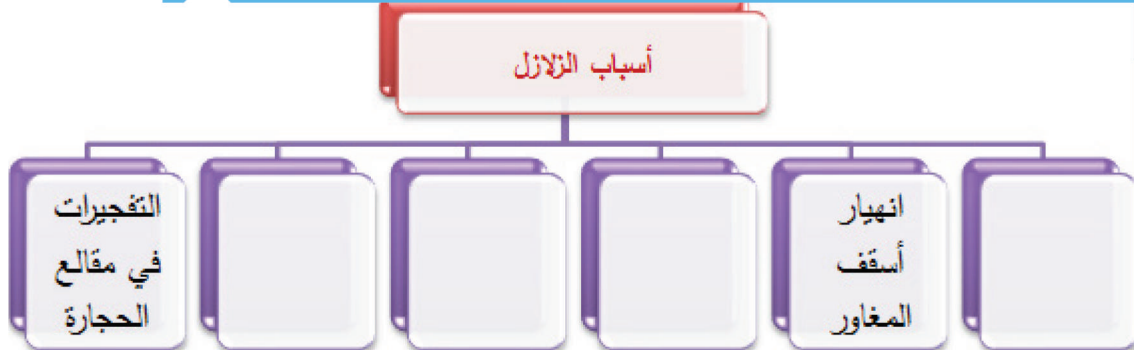 أسباب الزلازل
انهيار
أسقف
المغاور
التفجيرات
في مقالع
الحجارة